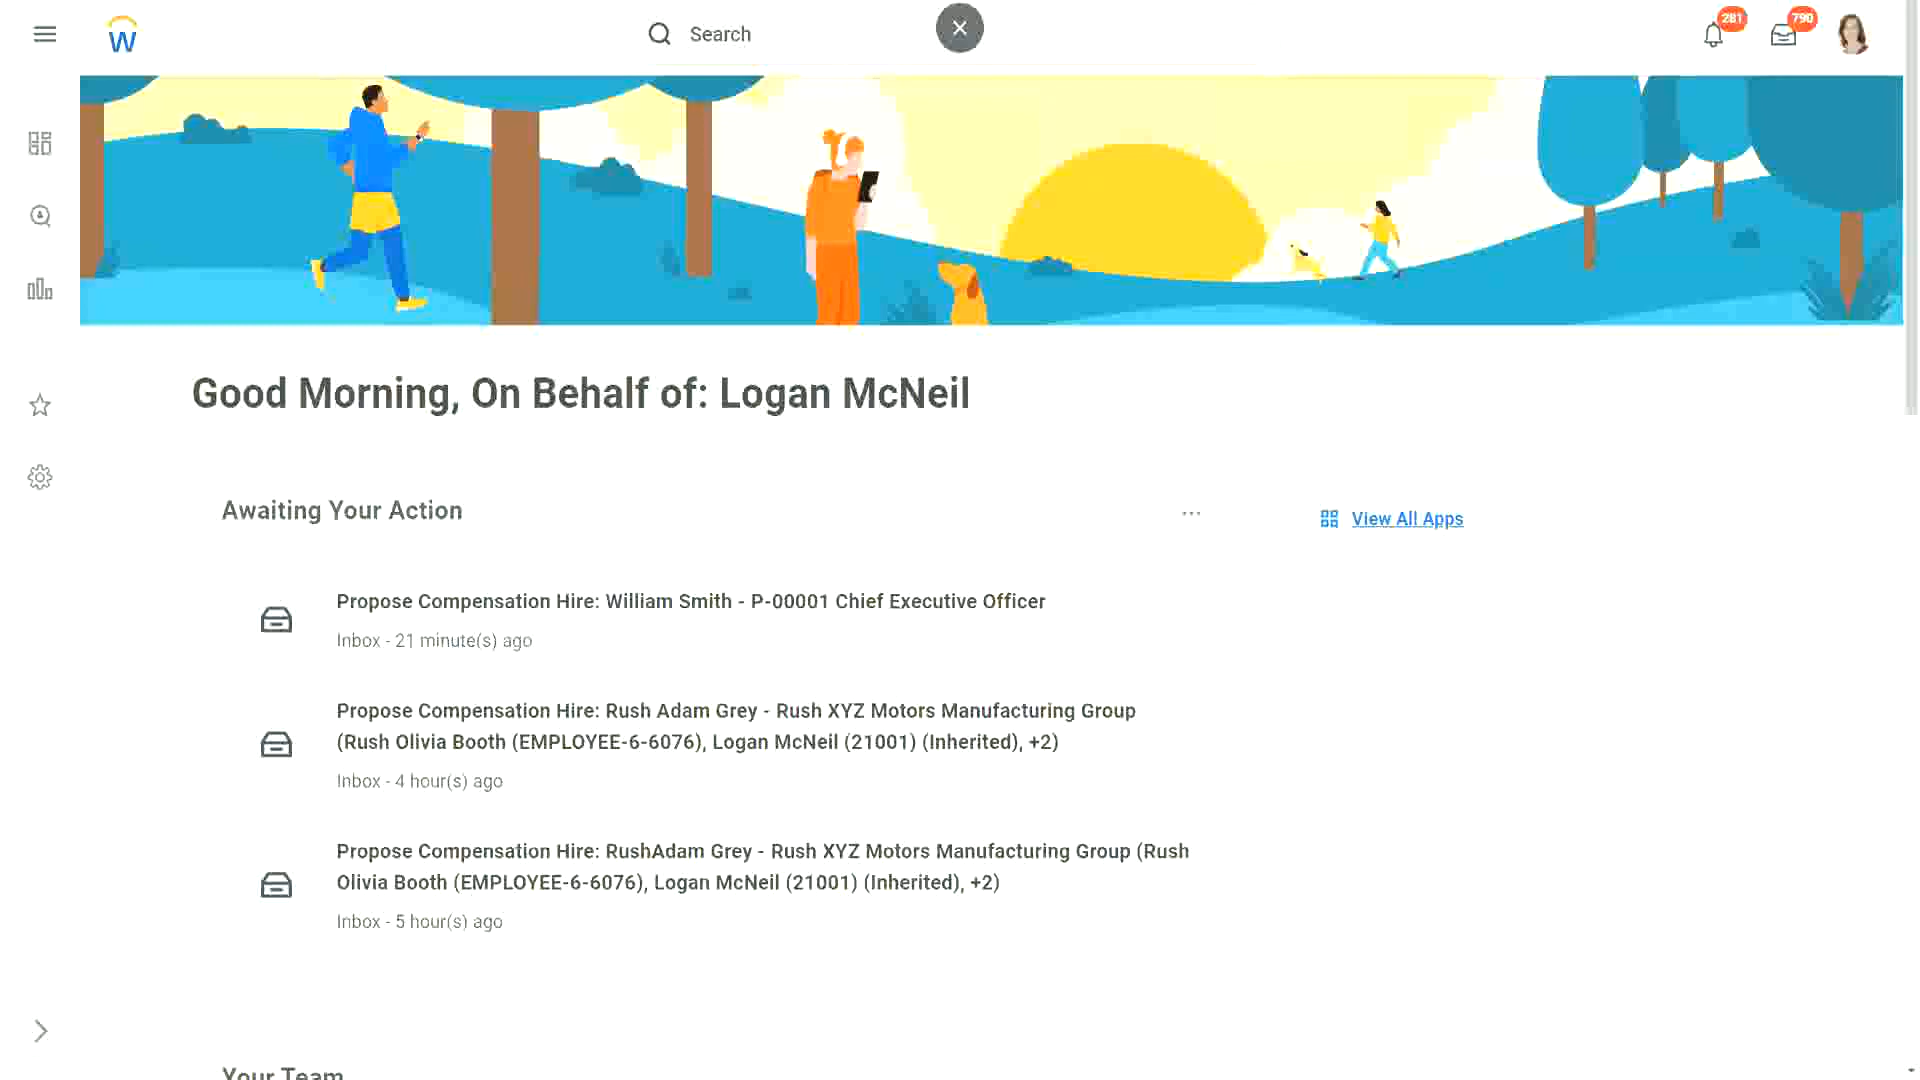 W
Search
281
790
Good Morning, On Behalf of: Logan McNeil
Awaiting Your Action
View All Apps
Propose Compensation Hire: William Smith - P-00001 Chief Executive Officer
Inbox - 21 minute(s) ago
Propose Compensation Hire: Rush Adam Grey - Rush XYZ Motors Manufacturing Group
(Rush Olivia Booth (EMPLOYEE-6-6076), Logan McNeil (21001) (Inherited), +2)
Inbox - 4 hour(s) ago
Propose Compensation Hire: RushAdam Grey - Rush XYZ Motors Manufacturing Group (Rush
Olivia Booth (EMPLOYEE-6-6076), Logan McNeil (21001) (Inherited), +2)
Inbox - 5 hour(s) ago
Your Team